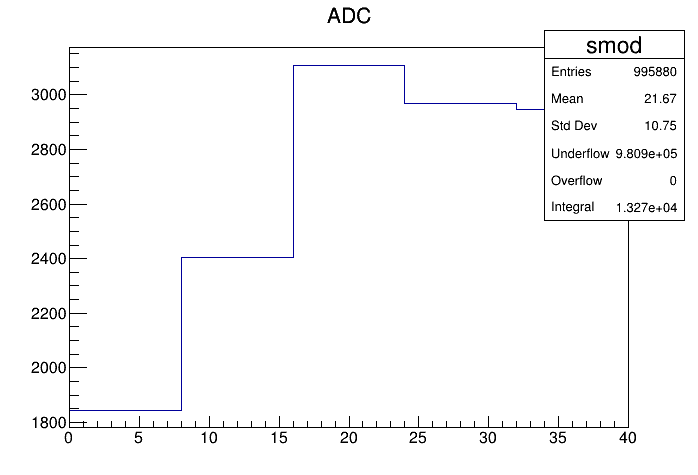 ADC
smod
Entries 995880
Mean 21.67
Std Dev 10.75
Underflow 9.809e+05
Overflow 0
Integral 1.327e+04
3000
2800
2600
2400
2200
2000
1800
0 5 10 15 20 25 30 35 40